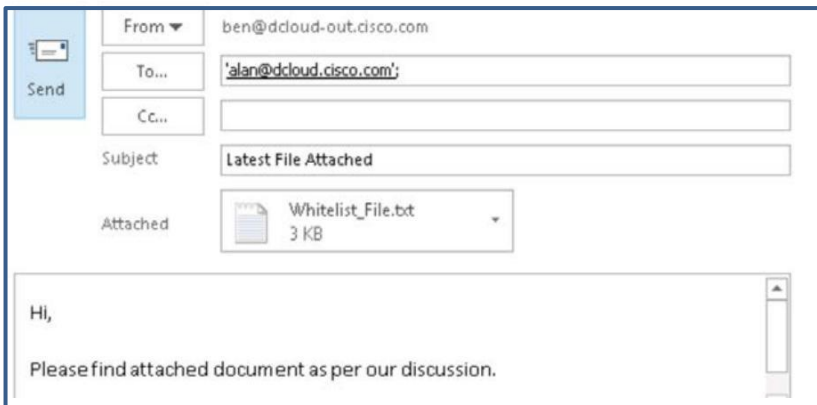 From ben@dcloud-out.cisco.com
Send
To... 'alan@dcloud.cisco.com';
Cc...
Subject Latest File Attached
Attached Whitelist_File.txt
3 KB
Hi,
Please find attached document as per our discussion.